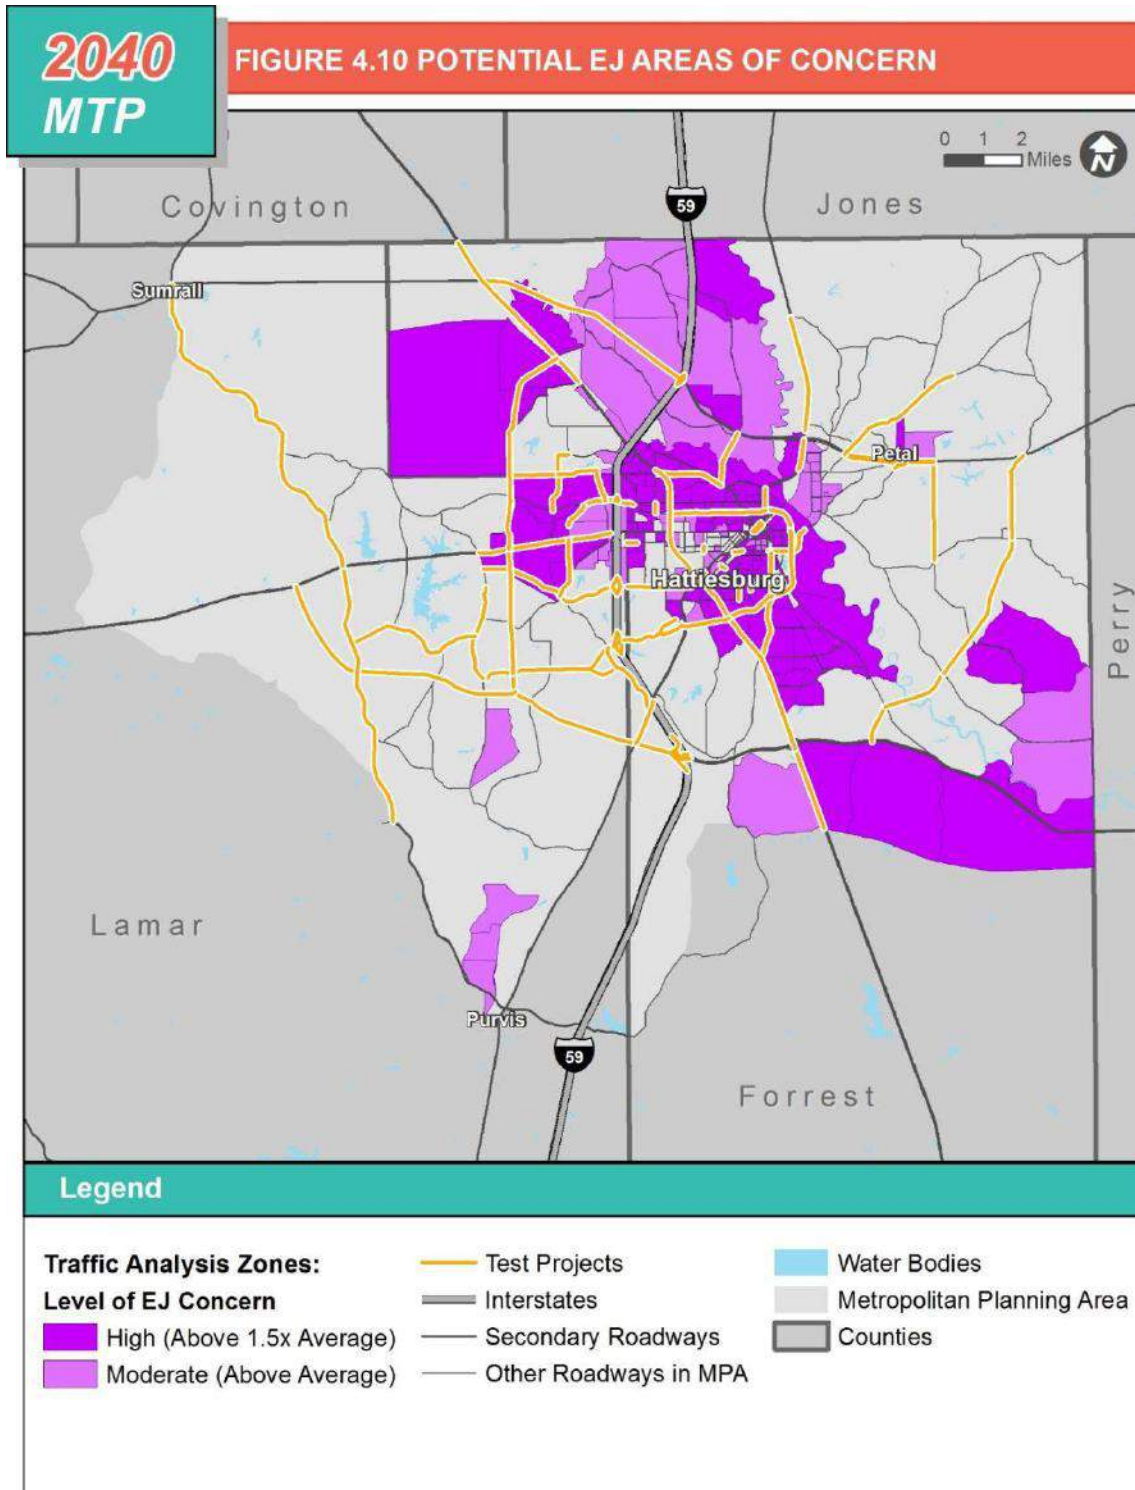 2040
MTP
FIGURE 4.10 POTENTIAL EJ AREAS OF CONCERN
0 1 2
Miles
N
Covington
59
Jones
Sumrall
Petal
Hattiesburg
Perry
Lamar
Purvis
59
Forrest
Legend
Traffic Analysis Zones:
Level of EJ Concern
High (Above 1.5x Average)
Moderate (Above Average)
Test Projects
Interstates
Secondary Roadways
Other Roadways in MPA
Water Bodies
Metropolitan Planning Area
Counties